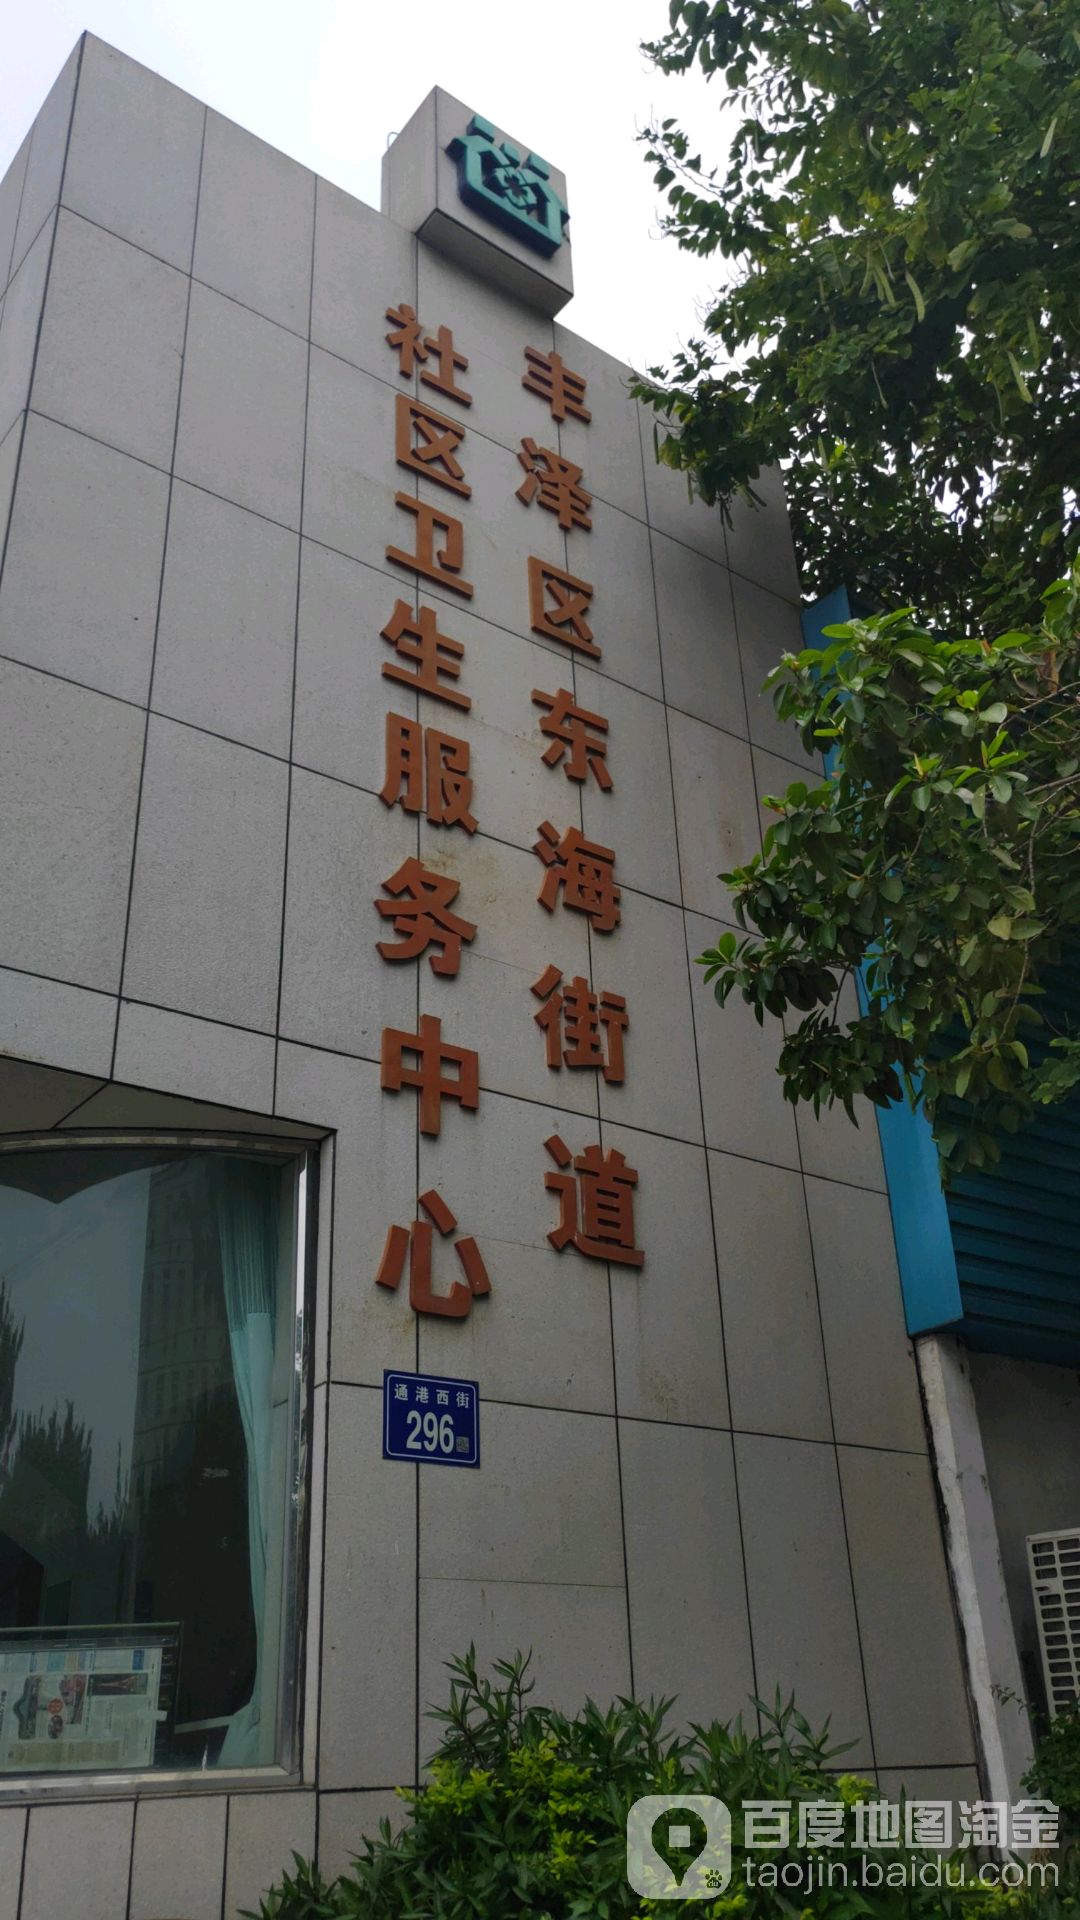 丰泽区东海街道
社区卫生服务中心
通港西街
296
百度地图淘金
taojin.baidu.com